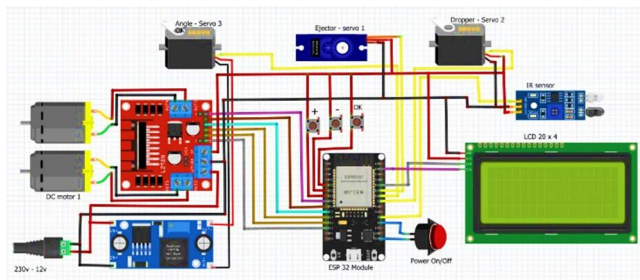 Angle - Servo 3
Ejector - servo 1
Dropper - Servo 2
IR sensor
+
-
OK
LCD 20 x 4
DC motor 1
230v - 12v
ESP 32 Module
Power On/Off